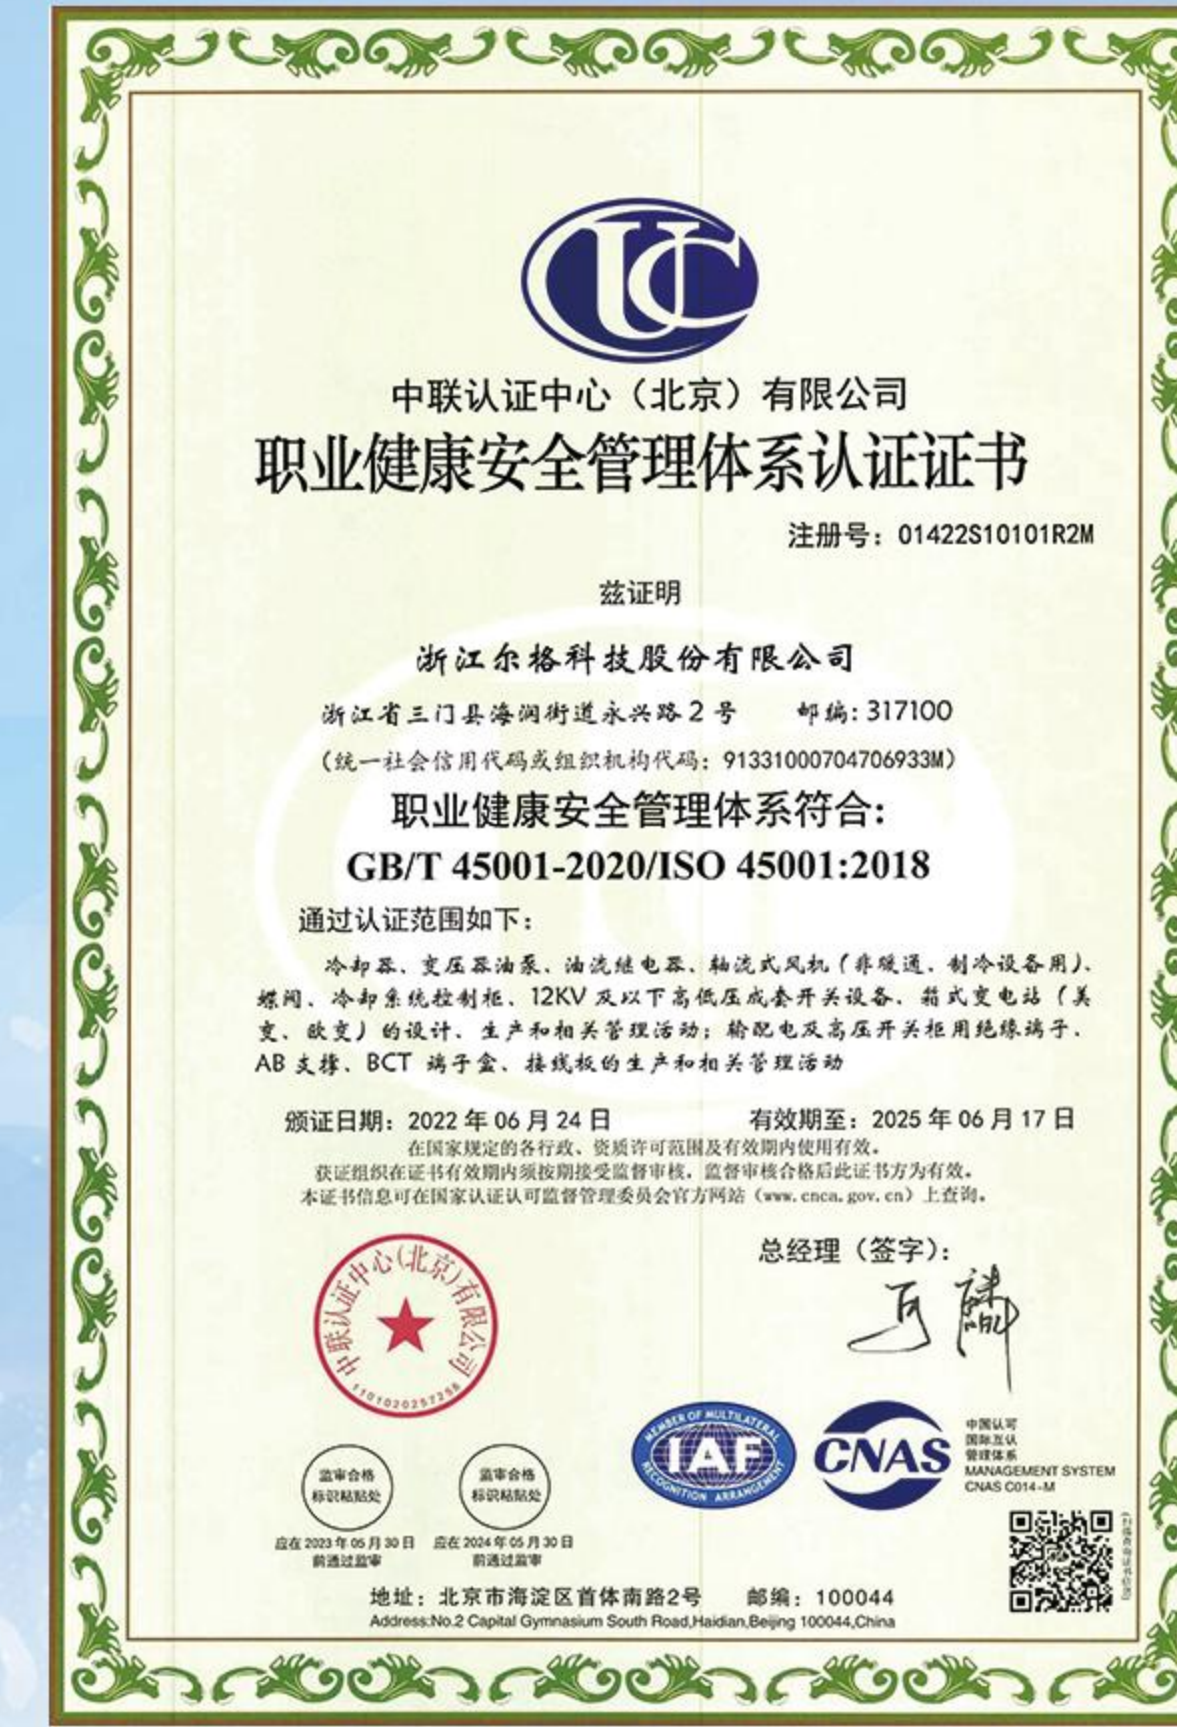 UC
中联认证中心（北京）有限公司
职业健康安全管理体系认证证书
注册号：01422S10101R2M
兹证明
浙江尔格科技股份有限公司
浙江省三门县海润街道永兴路2号 邮编：317100
（统一社会信用代码或组织机构代码：91331000704706933M）
职业健康安全管理体系符合：
GB/T 45001-2020/ISO 45001:2018
通过认证范围如下：
冷却器、变压器油泵、油流继电器、轴流式风机（非暖通、制冷设备用）、
蝶阀、冷却系统控制柜、12KV及以下高低压成套开关设备、箱式变电站（美
变、欧变）的设计、生产和相关管理活动；输配电及高压开关柜用绝缘端子、
AB支撑、BCT 端子盒、接线板的生产和相关管理活动
颁证日期：2022年06月24日 有效期至：2025年06月17日
在国家规定的各行政、资质许可范围及有效期内使用有效。
获证组织在证书有效期内须按期接受监督审核，监督审核合格后此证书方为有效。
本证书信息可在国家认证认可监督管理委员会官方网站（www.cnca.gov.cn）上查询。
总经理（签字）：
中联认证中心（北京）有限公司
1101020257258
MEMBER OF MULTILATERAL
IAF
RECOGNITION ARRANGEMENT
CNAS
中国认可
国际互认
管理体系
MANAGEMENT SYSTEM
CNAS C014-M
监审合格
标识粘贴处
监审合格
标识粘贴处
应在2023年05月30日
前通过监审
应在2024年05月30日
前通过监审
地址：北京市海淀区首体南路2号 邮编：100044
Address:No.2 Capital Gymnasium South Road,Haidian,Beijing 100044,China